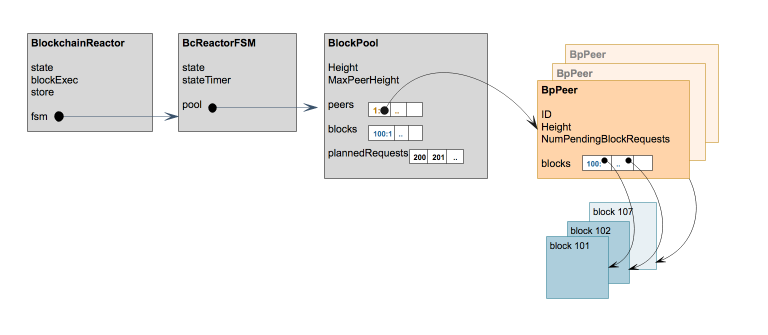 BlockchainReactor
state
blockExec
store
fsm
BcReactorFSM
state
stateTimer
pool
BlockPool
Height
MaxPeerHeight
peers 1: ..
blocks 100:1 ..
plannedRequests 200 201 ..
BpPeer
BpPeer
BpPeer
ID
Height
NumPendingBlockRequests
blocks 100: ..
block 107
block 102
block 101